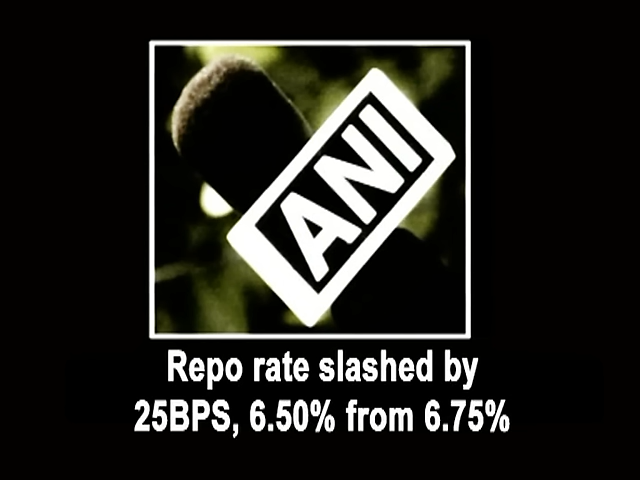 ANI
Repo rate slashed by
25BPS, 6.50% from 6.75%